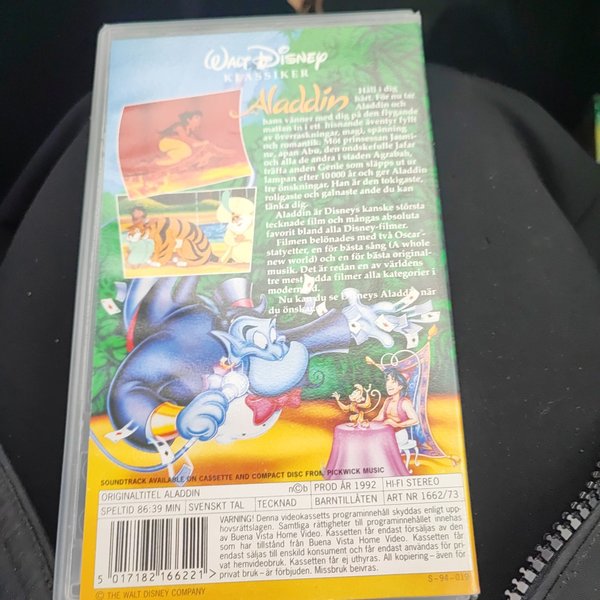 WALT DISNEY
KLASSIKER
Aladdin
Håll i dig
hårt. För nu tar
Aladdin och
hans vänner med dig på den flygande
mattan in i ett hisnande äventyr fyllt
av överraskningar, magi, spänning
och romantik. Möt prinsessan Jasmi-
ne, apan Abu, den ondskefulle Jafar
och alla de andra i staden Agrabah,
träffa anden Genie som släpps ut ur
lampan efter 10 000 år och ger Aladdin
tre önskningar. Han är den tokigaste,
roligaste och galnaste ande du kan
tänka dig.
Aladdin är Disneys kanske största
tecknade film och mångas absoluta
favorit bland alla Disney-filmer.
Filmen belönades med två Oscar-
statyetter, en för bästa sång (A whole
new world) och en för bästa original-
musik. Det är redan en av världens
tre mest sedda filmer alla kategorier i
modern tid.
Nu kan du se Disneys Aladdin när
du önskar!
SOUNDTRACK AVAILABLE ON CASSETTE AND COMPACT DISC FROM PICKWICK MUSIC
ORIGINALTITEL ALADDIN n©b PROD ÅR 1992 HI-FI STEREO
SPELTID 86:39 MIN SVENSKT TAL TECKNAD BARNTILLÅTEN ART NR 1662/73
VARNING! Denna videokassetts programinnehåll skyddas enligt upp-
hovsrättslagen. Samtliga rättigheter till programinnehållet innehas
av Buena Vista Home Video. Kassetten får endast försäljas av den
som har tillstånd från Buena Vista Home Video. Kassetten får en-
dast säljas till enskild konsument och får endast användas för pri-
vat hemvideobruk. Kassetten får ej uthyras. All kopiering – även för
privat bruk – är förbjuden. Missbruk beivras.
5 017182 166221 >
S-94-019
© THE WALT DISNEY COMPANY